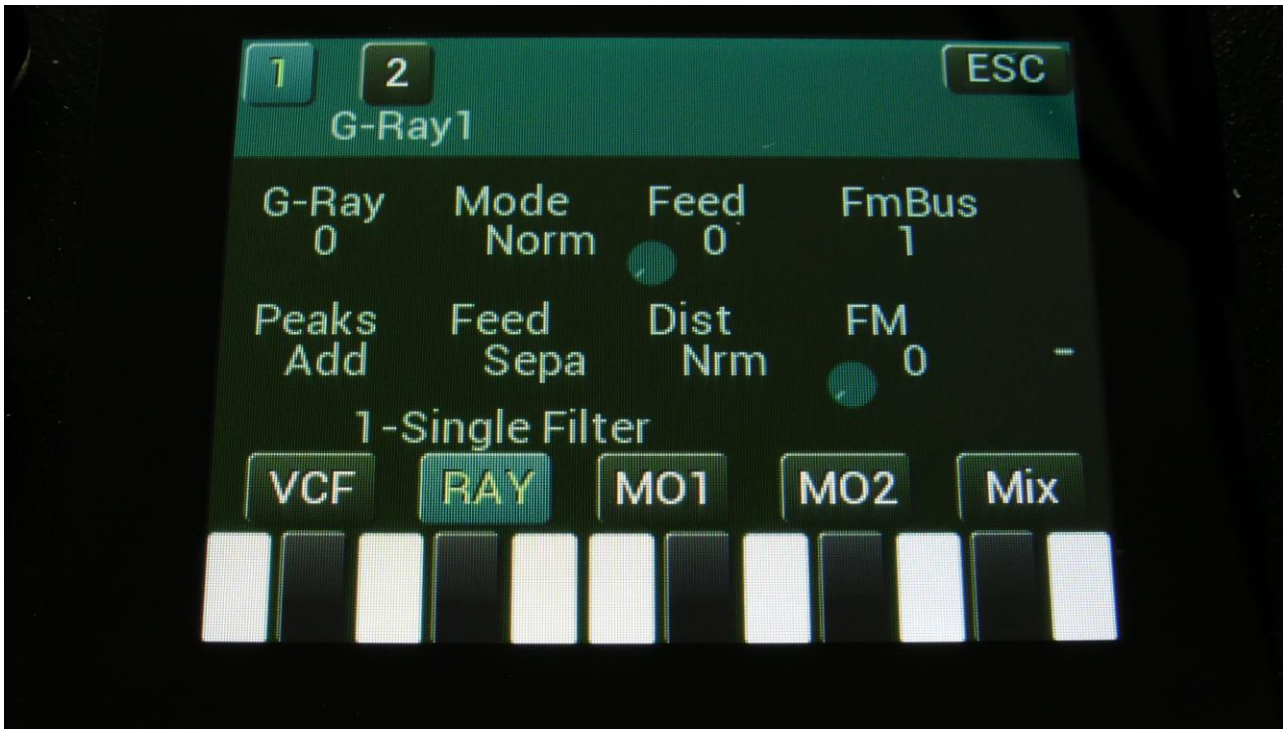 1 2 ESC
G-Ray1
G-Ray Mode Feed FmBus
0 Norm 0 1
Peaks Feed Dist FM
Add Sepa Nrm 0 -
1-Single Filter
VCF RAY MO1 MO2 Mix